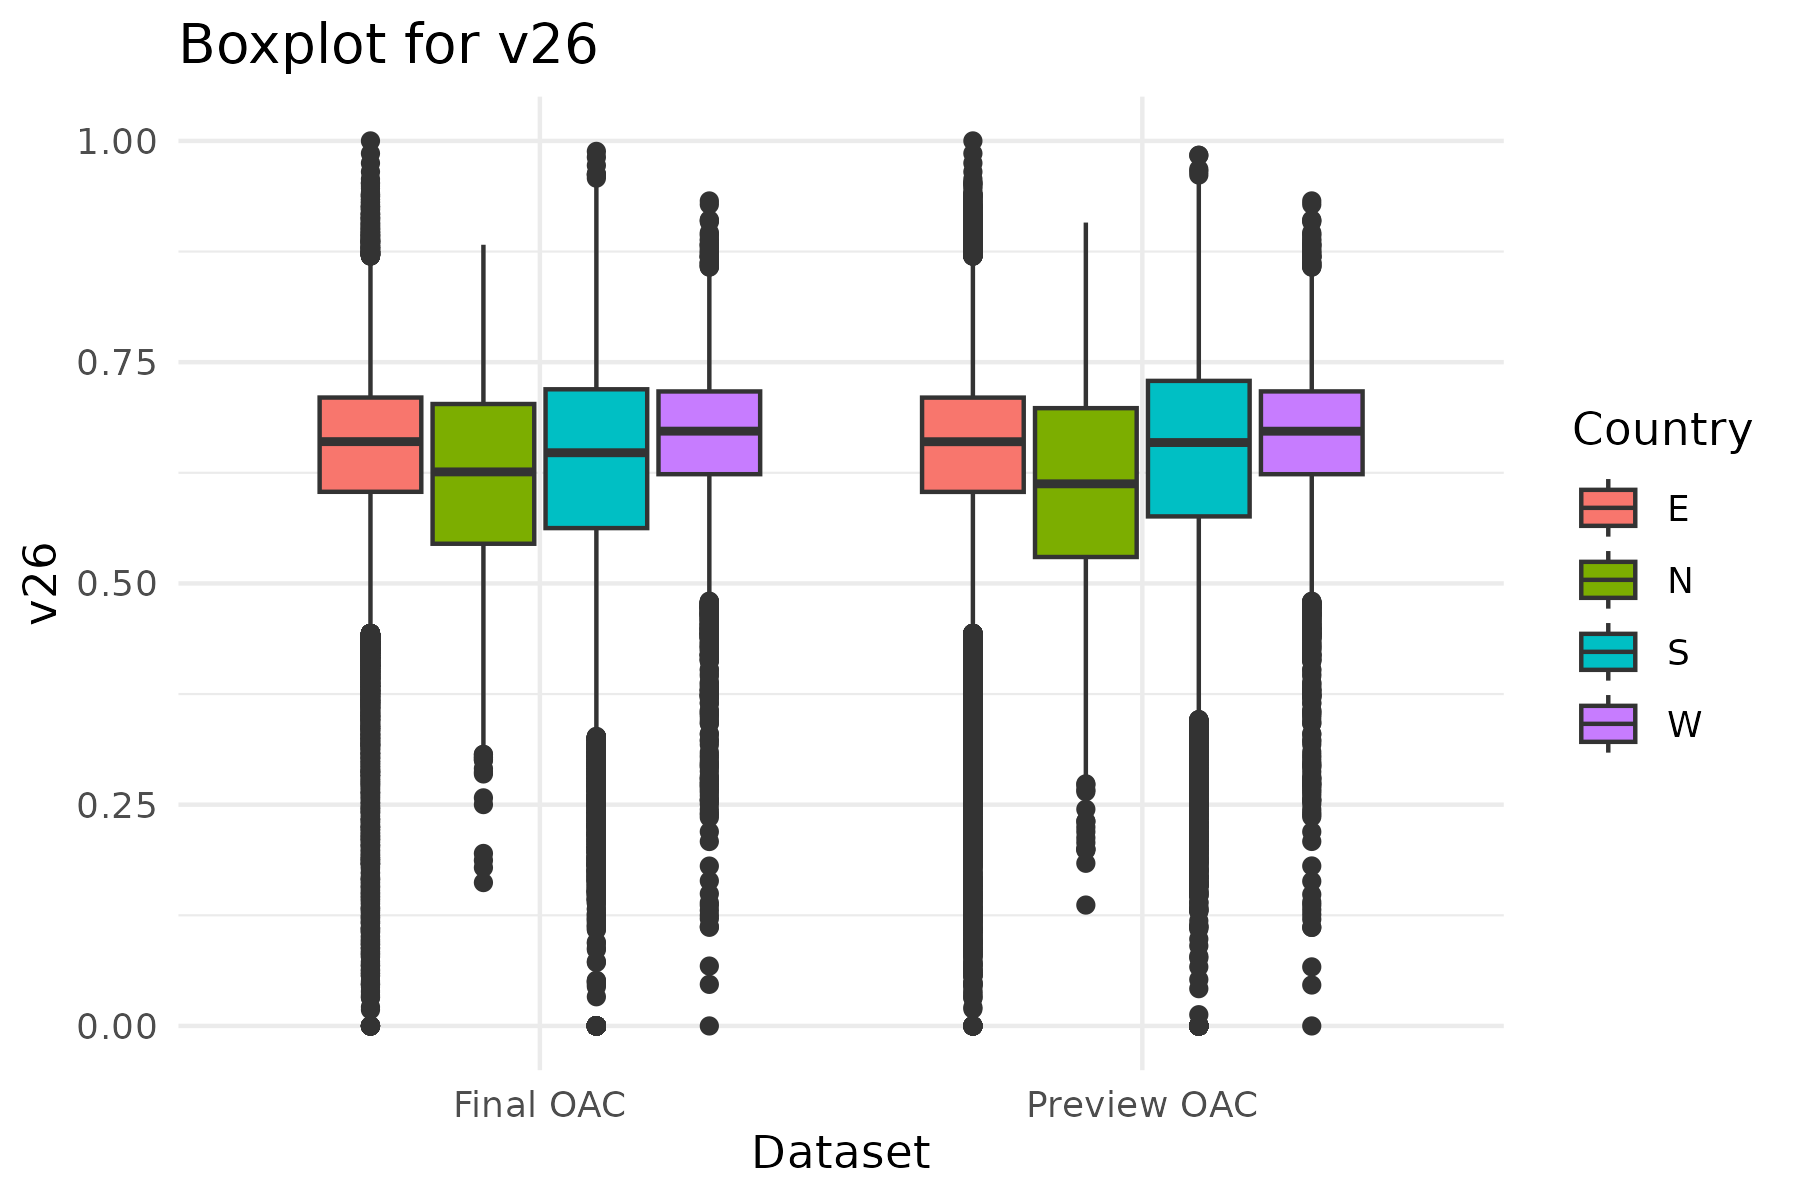 Boxplot for v26
1.00
0.75
0.50
0.25
0.00
v26
Final OAC
Preview OAC
Dataset
Country
E
N
S
W